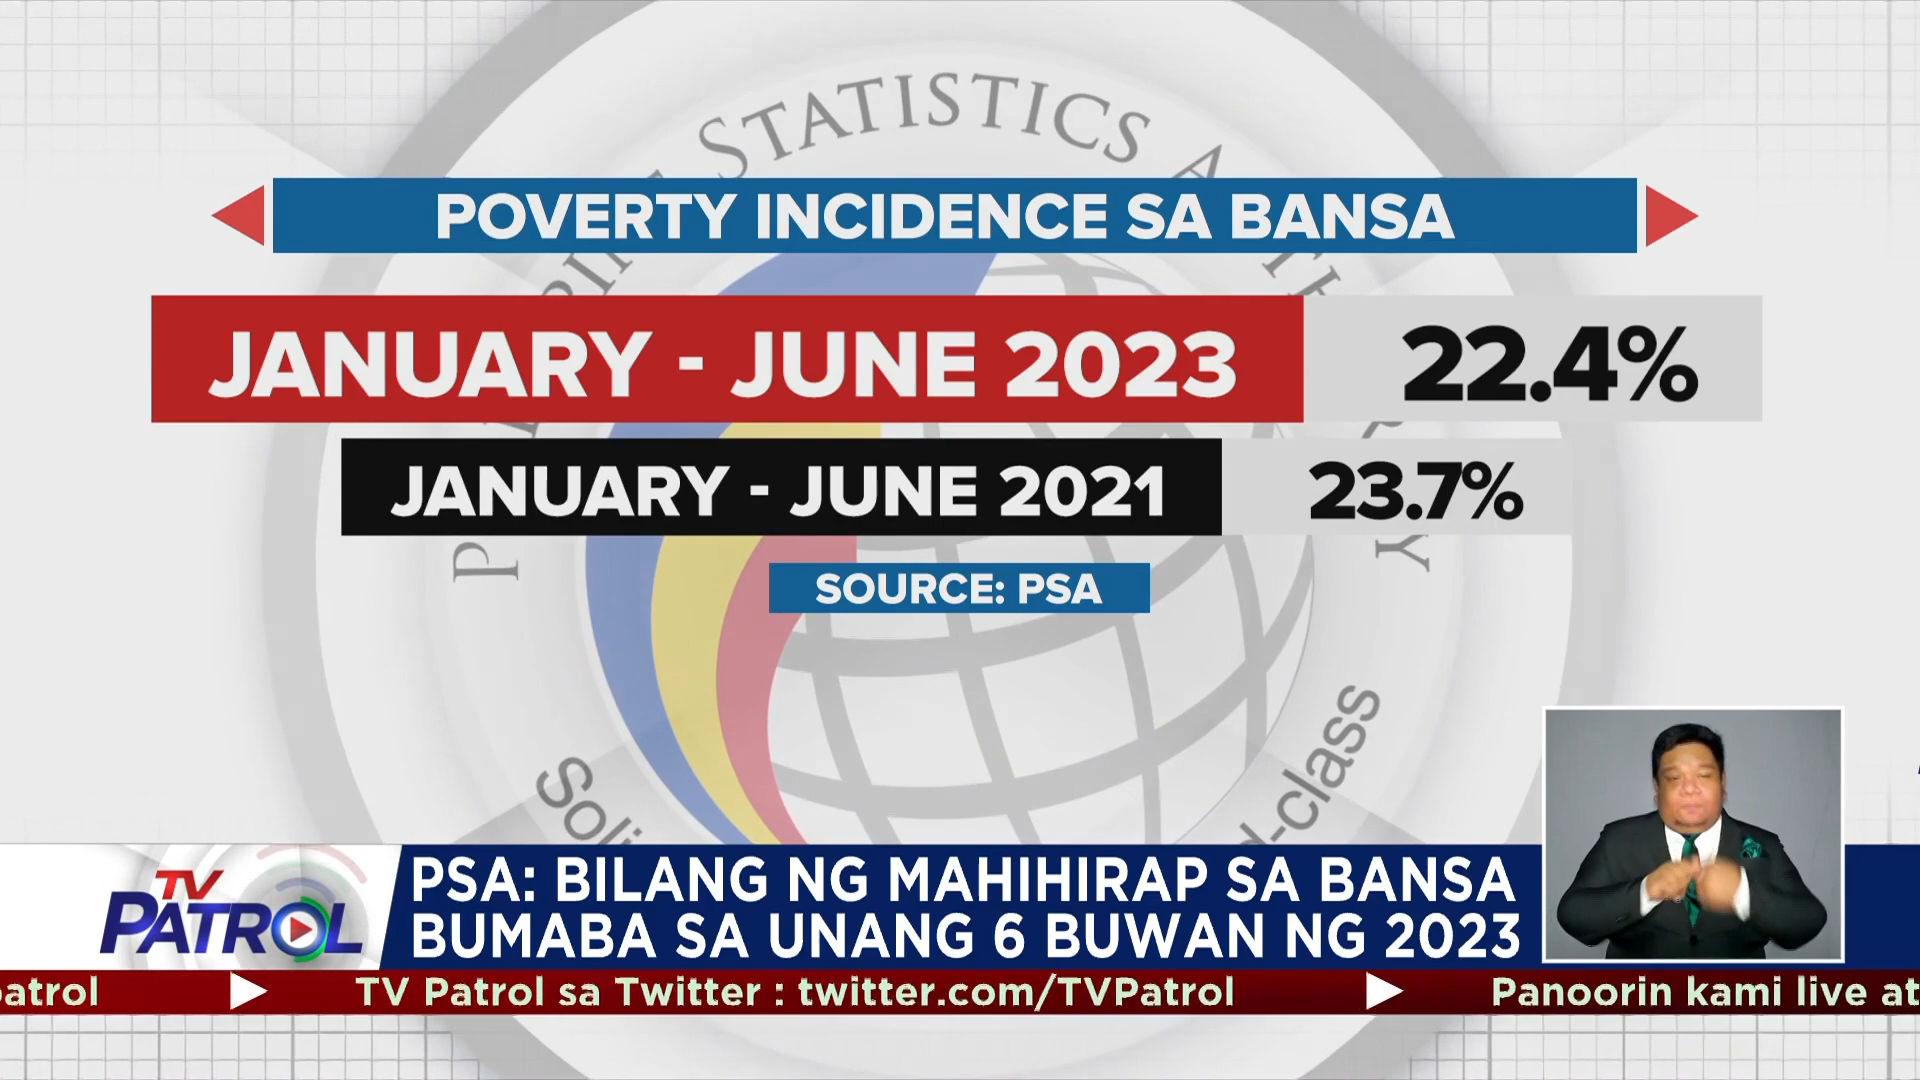 STATISTICS A
POVERTY INCIDENCE SA BANSA
JANUARY - JUNE 2023 22.4%
JANUARY - JUNE 2021 23.7%
SOURCE: PSA
Soli
d-class
TV PATROL
PSA: BILANG NG MAHIHIRAP SA BANSA
BUMABA SA UNANG 6 BUWAN NG 2023
atrol TV Patrol sa Twitter : twitter.com/TVPatrol Panoorin kami live at